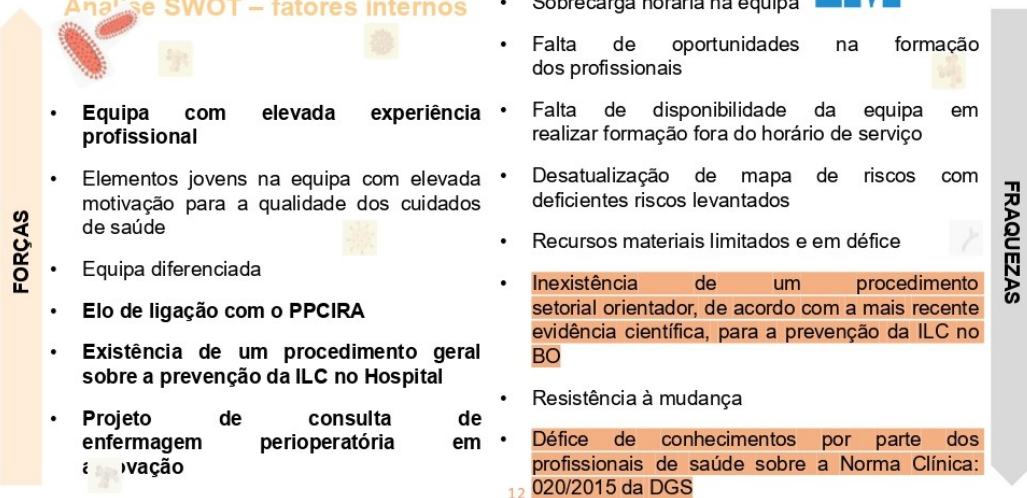 Análise SWOT – fatores internos
FORÇAS
• Equipa com elevada experiência
profissional
• Elementos jovens na equipa com elevada
motivação para a qualidade dos cuidados
de saúde
• Equipa diferenciada
• Elo de ligação com o PPCIRA
• Existência de um procedimento geral
sobre a prevenção da ILC no Hospital
• Projeto de consulta de
enfermagem perioperatória em
aprovação
• Sobrecarga horária na equipa
• Falta de oportunidades na formação
dos profissionais
• Falta de disponibilidade da equipa em
realizar formação fora do horário de serviço
• Desatualização de mapa de riscos com
deficientes riscos levantados
• Recursos materiais limitados e em défice
• Inexistência de um procedimento
setorial orientador, de acordo com a mais recente
evidência científica, para a prevenção da ILC no
BO
• Resistência à mudança
• Défice de conhecimentos por parte dos
profissionais de saúde sobre a Norma Clínica:
020/2015 da DGS
FRAQUEZAS
12